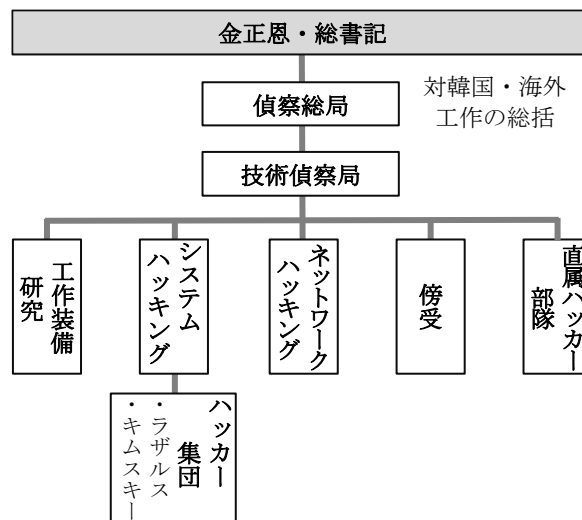 金正恩・総書記
偵察総局
対韓国・海外
工作の総括
技術偵察局
工作装備
研究
システム
ハッキング
ネットワーク
ハッキング
傍受
直属ハッカー
部隊
ハッカー
集団
・ラザルス
・キムスキー